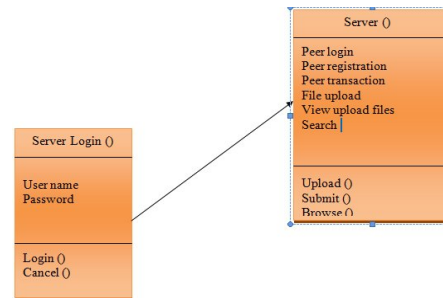 Server ()
Peer login
Peer registration
Peer transaction
File upload
View upload files
Search
Upload ()
Submit ()
Browse ()
Server Login ()
User name
Password
Login ()
Cancel ()